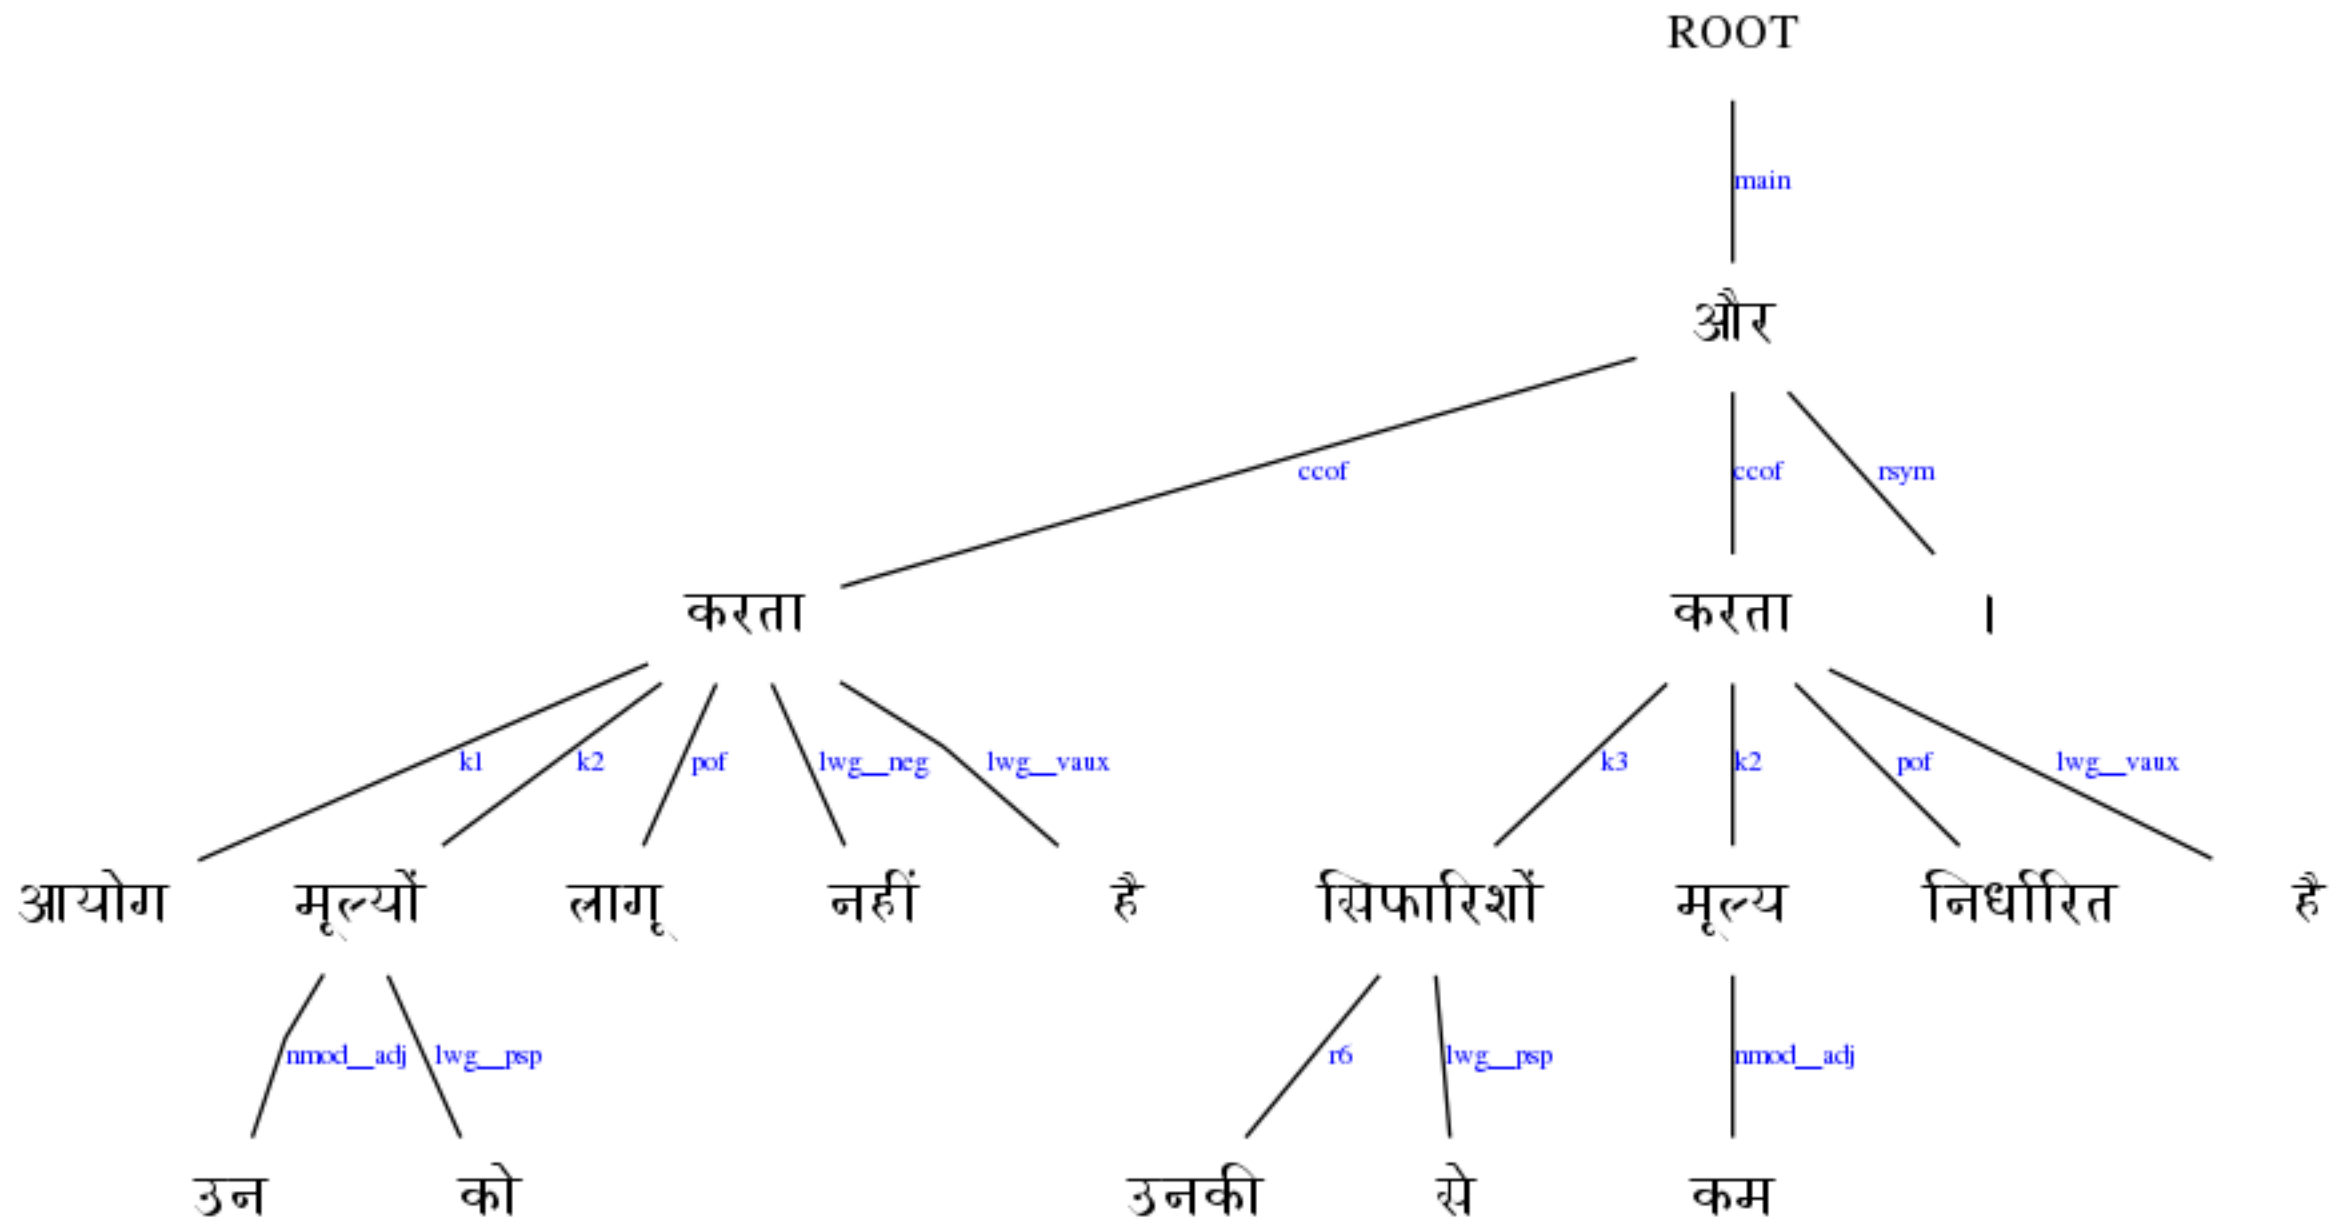 ROOT
main
और
ccof ccof rsym
करता करता ।
k1 k2 pof lwg__neg lwg__vaux k3 k2 pof lwg__vaux
आयोग मूल्यों लागू नहीं है सिफारिशों मूल्य निर्धारित है
nmod__adj lwg__psp r6 lwg__psp nmod__adj
उन को उनकी से कम